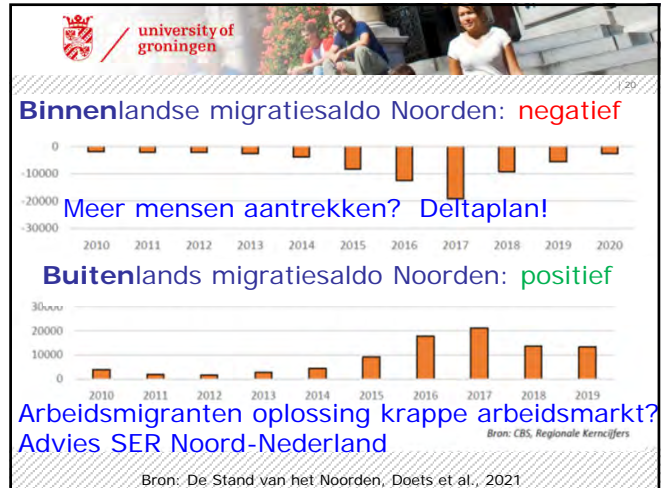 university of
groningen
| 20
Binnenlandse migratiesaldo Noorden: negatief
0
-10000
-20000
-30000
Meer mensen aantrekken? Deltaplan!
2010 2011 2012 2013 2014 2015 2016 2017 2018 2019 2020
Buitenlands migratiesaldo Noorden: positief
30000
20000
10000
0
2010 2011 2012 2013 2014 2015 2016 2017 2018 2019
Arbeidsmigranten oplossing krappe arbeidsmarkt?
Advies SER Noord-Nederland
Bron: CBS, Regionale Kerncijfers
Bron: De Stand van het Noorden, Doets et al., 2021